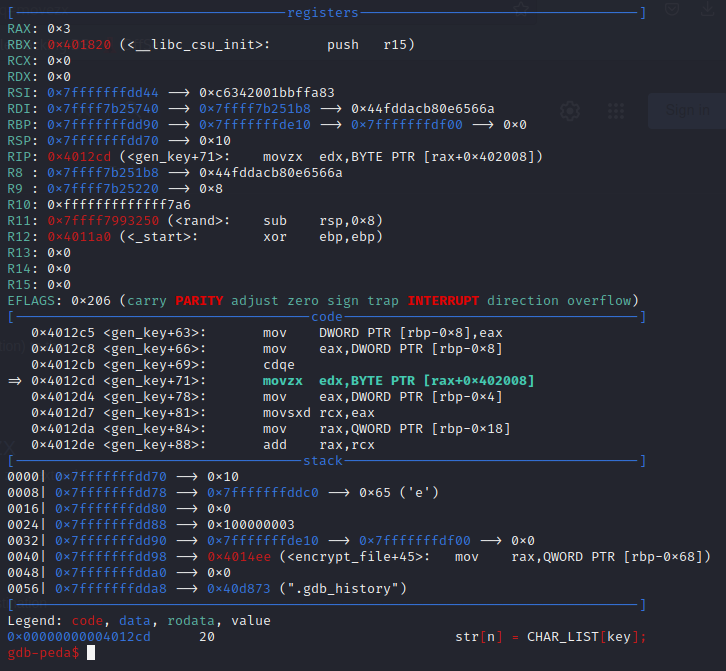 [----------------------------------registers-----------------------------------]
RAX: 0x3
RBX: 0x401820 (<__libc_csu_init>:       push   r15)
RCX: 0x0
RDX: 0x0
RSI: 0x7fffffffdd44 --> 0xc6342001bbffa83
RDI: 0x7ffff7b25740 --> 0x7ffff7b251b8 --> 0x44fddacb80e6566a
RBP: 0x7fffffffdd90 --> 0x7fffffffde10 --> 0x7fffffffdf00 --> 0x0
RSP: 0x7fffffffdd70 --> 0x10
RIP: 0x4012cd (<gen_key+71>:    movzx  edx,BYTE PTR [rax+0x402008])
R8 : 0x7ffff7b251b8 --> 0x44fddacb80e6566a
R9 : 0x7ffff7b25220 --> 0x8
R10: 0xfffffffffffff7a6
R11: 0x7ffff7993250 (<rand>:    sub    rsp,0x8)
R12: 0x4011a0 (<_start>:        xor    ebp,ebp)
R13: 0x0
R14: 0x0
R15: 0x0
EFLAGS: 0x206 (carry PARITY adjust zero sign trap INTERRUPT direction overflow)
[-------------------------------------code-------------------------------------]
   0x4012c5 <gen_key+63>:       mov    DWORD PTR [rbp-0x8],eax
   0x4012c8 <gen_key+66>:       mov    eax,DWORD PTR [rbp-0x8]
   0x4012cb <gen_key+69>:       cdqe
=> 0x4012cd <gen_key+71>:       movzx  edx,BYTE PTR [rax+0x402008]
   0x4012d4 <gen_key+78>:       mov    eax,DWORD PTR [rbp-0x4]
   0x4012d7 <gen_key+81>:       movsxd rcx,eax
   0x4012da <gen_key+84>:       mov    rax,QWORD PTR [rbp-0x18]
   0x4012de <gen_key+88>:       add    rax,rcx
[------------------------------------stack-------------------------------------]
0000| 0x7fffffffdd70 --> 0x10
0008| 0x7fffffffdd78 --> 0x7fffffffddc0 --> 0x65 ('e')
0016| 0x7fffffffdd80 --> 0x0
0024| 0x7fffffffdd88 --> 0x100000003
0032| 0x7fffffffdd90 --> 0x7fffffffde10 --> 0x7fffffffdf00 --> 0x0
0040| 0x7fffffffdd98 --> 0x4014ee (<encrypt_file+45>:   mov    rax,QWORD PTR [rbp-0x68])
0048| 0x7fffffffdda0 --> 0x0
0056| 0x7fffffffdda8 --> 0x40d873 (".gdb_history")
[------------------------------------------------------------------------------]
Legend: code, data, rodata, value
0x00000000004012cd      20                              str[n] = CHAR_LIST[key];
gdb-peda$